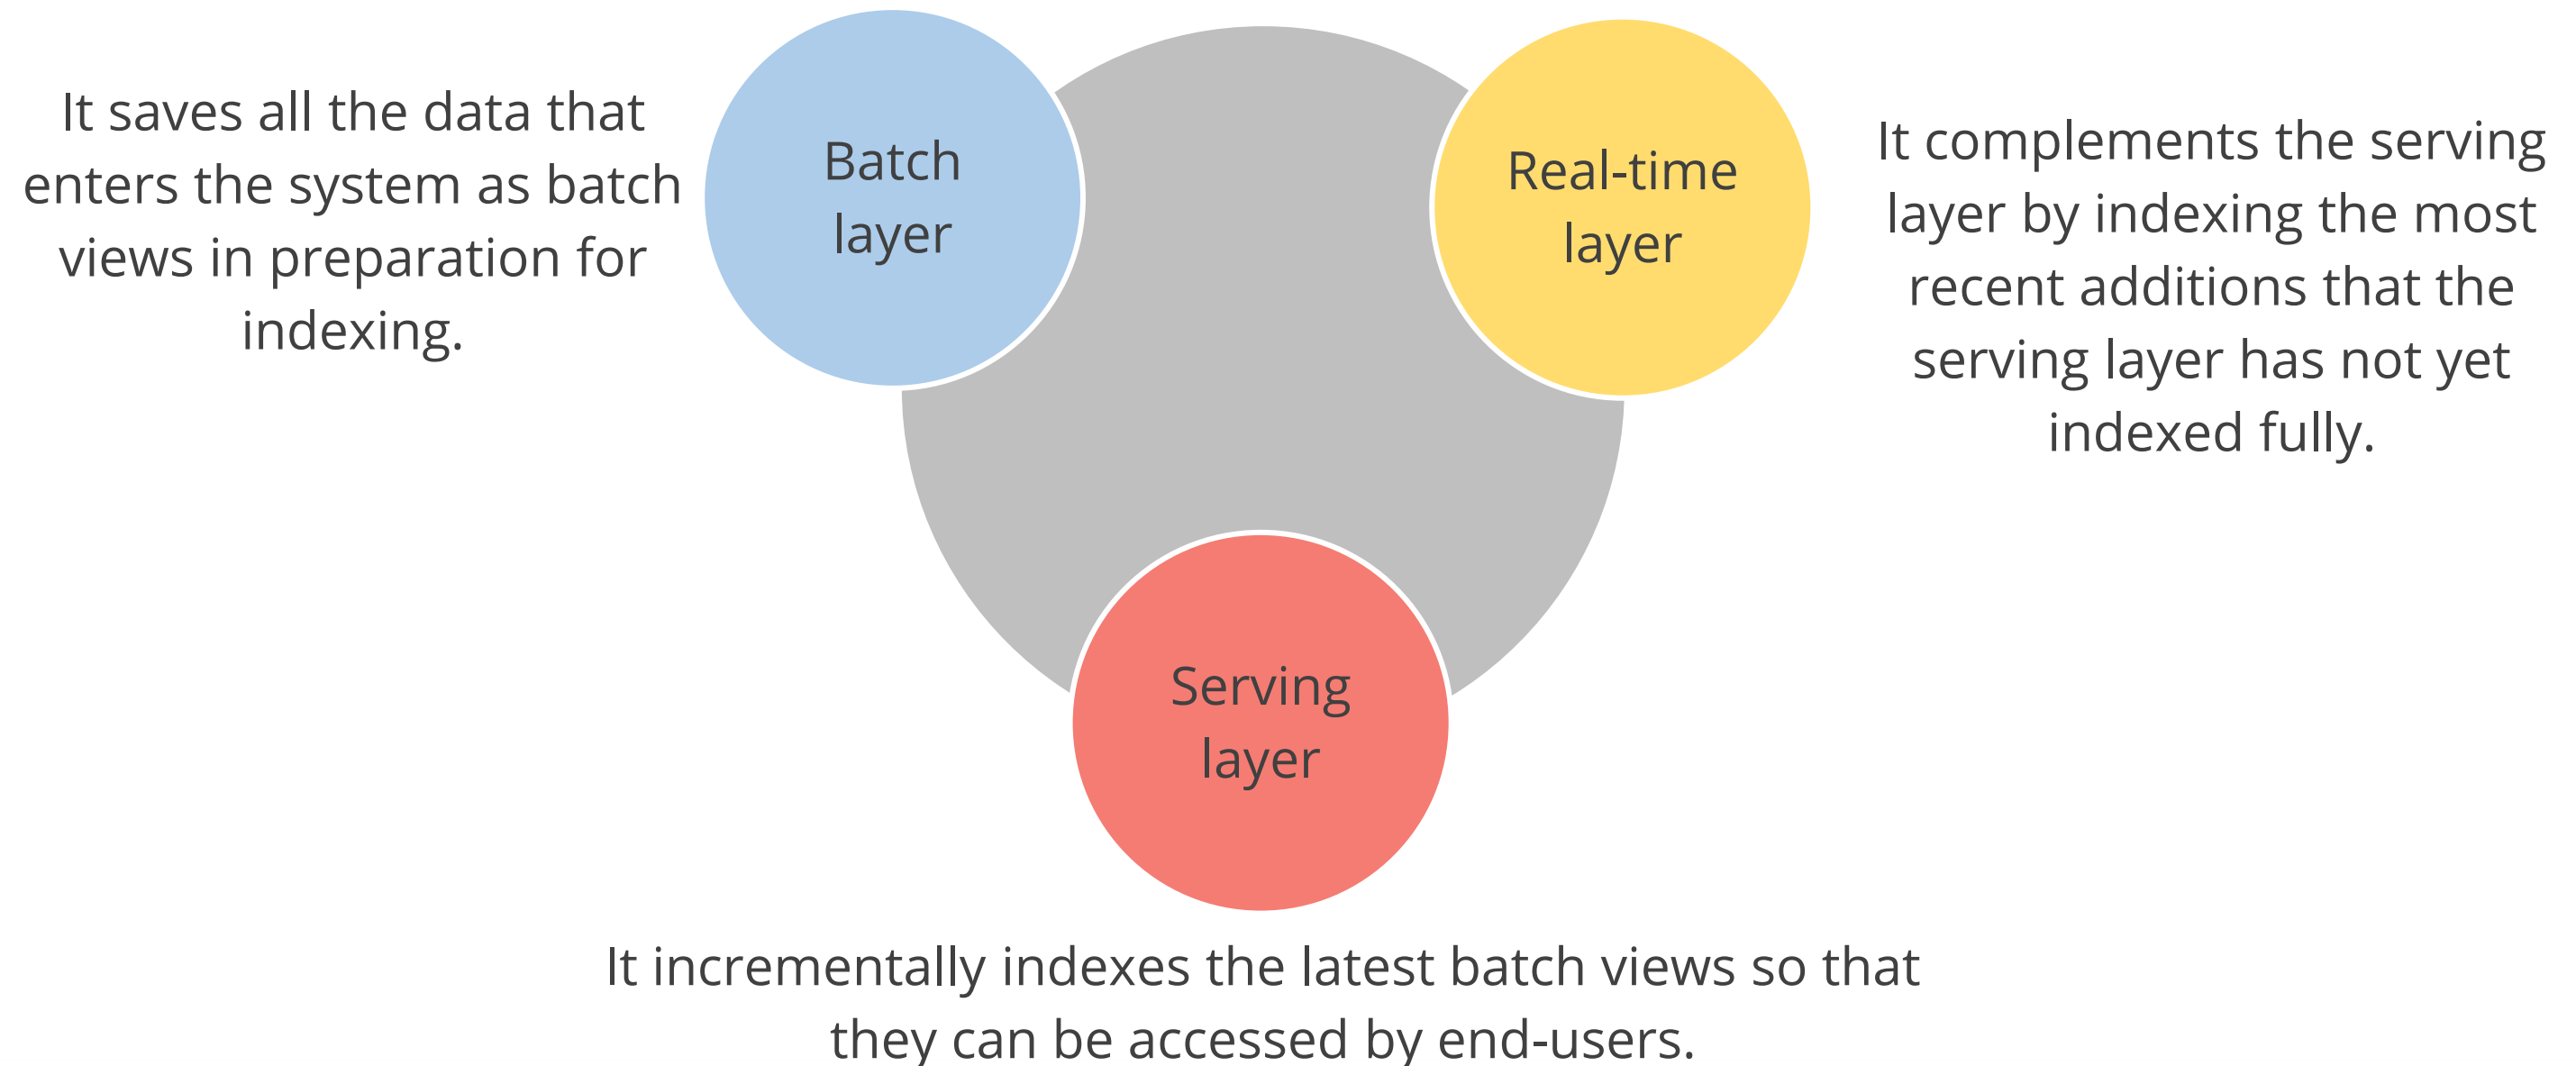 It saves all the data that
enters the system as batch
views in preparation for
indexing.
Batch
layer
Real-time
layer
It complements the serving
layer by indexing the most
recent additions that the
serving layer has not yet
indexed fully.
Serving
layer
It incrementally indexes the latest batch views so that
they can be accessed by end-users.